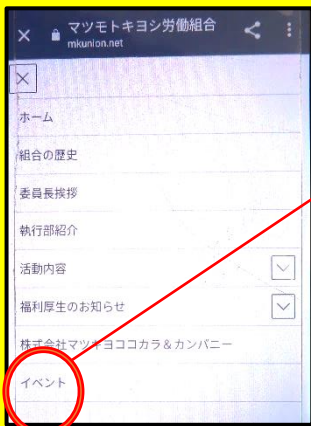 マツモトキヨシ労働組合
mkunion.net
ホーム
組合の歴史
委員長挨拶
執行部紹介
活動内容
福利厚生のお知らせ
株式会社マツキヨココカラ&カンパニー
イベント